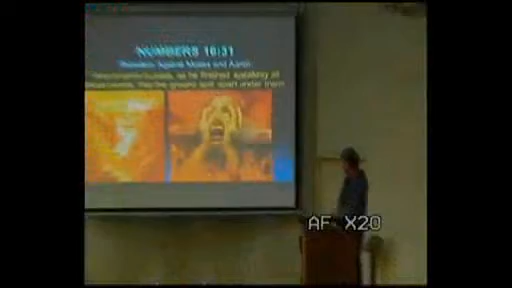 NUMBERS 16:31
Rebellion Against Moses and Aaron
as he finished speaking all
the ground split apart under them
AF X20